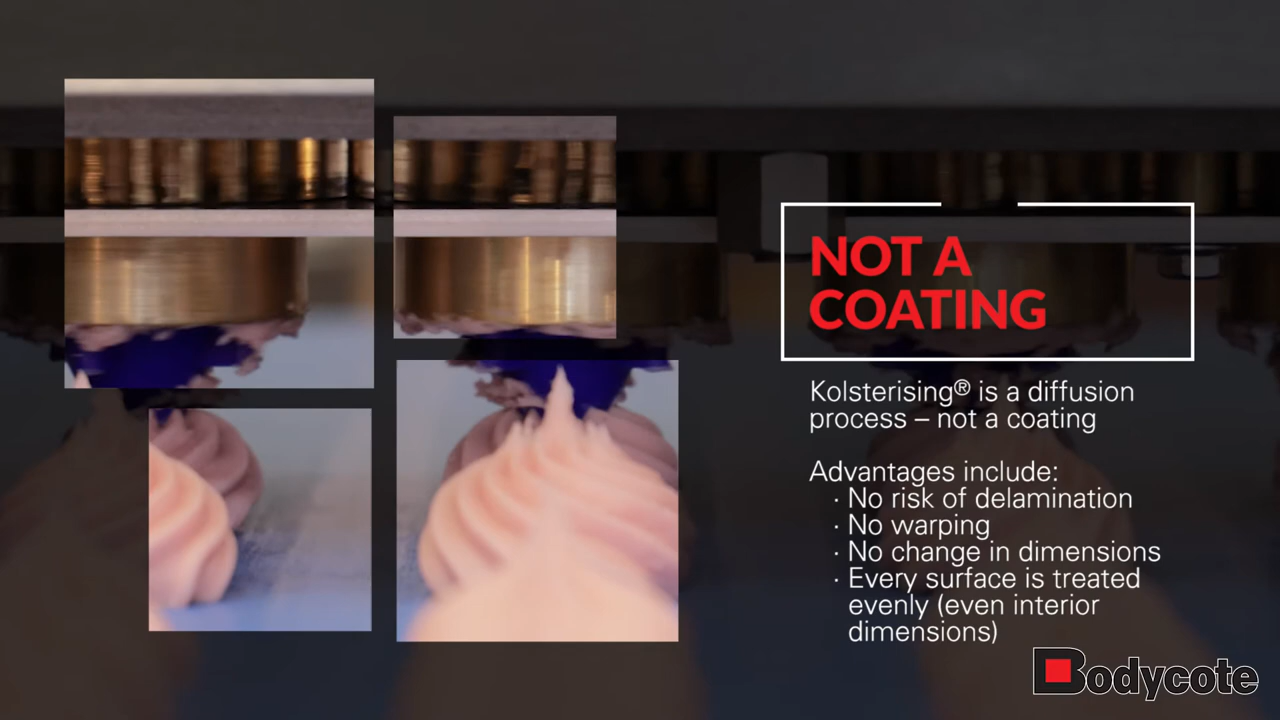 NOT A
COATING
Kolsterising® is a diffusion
process – not a coating
Advantages include:
· No risk of delamination
· No warping
· No change in dimensions
· Every surface is treated
evenly (even interior
dimensions)
Bodycote